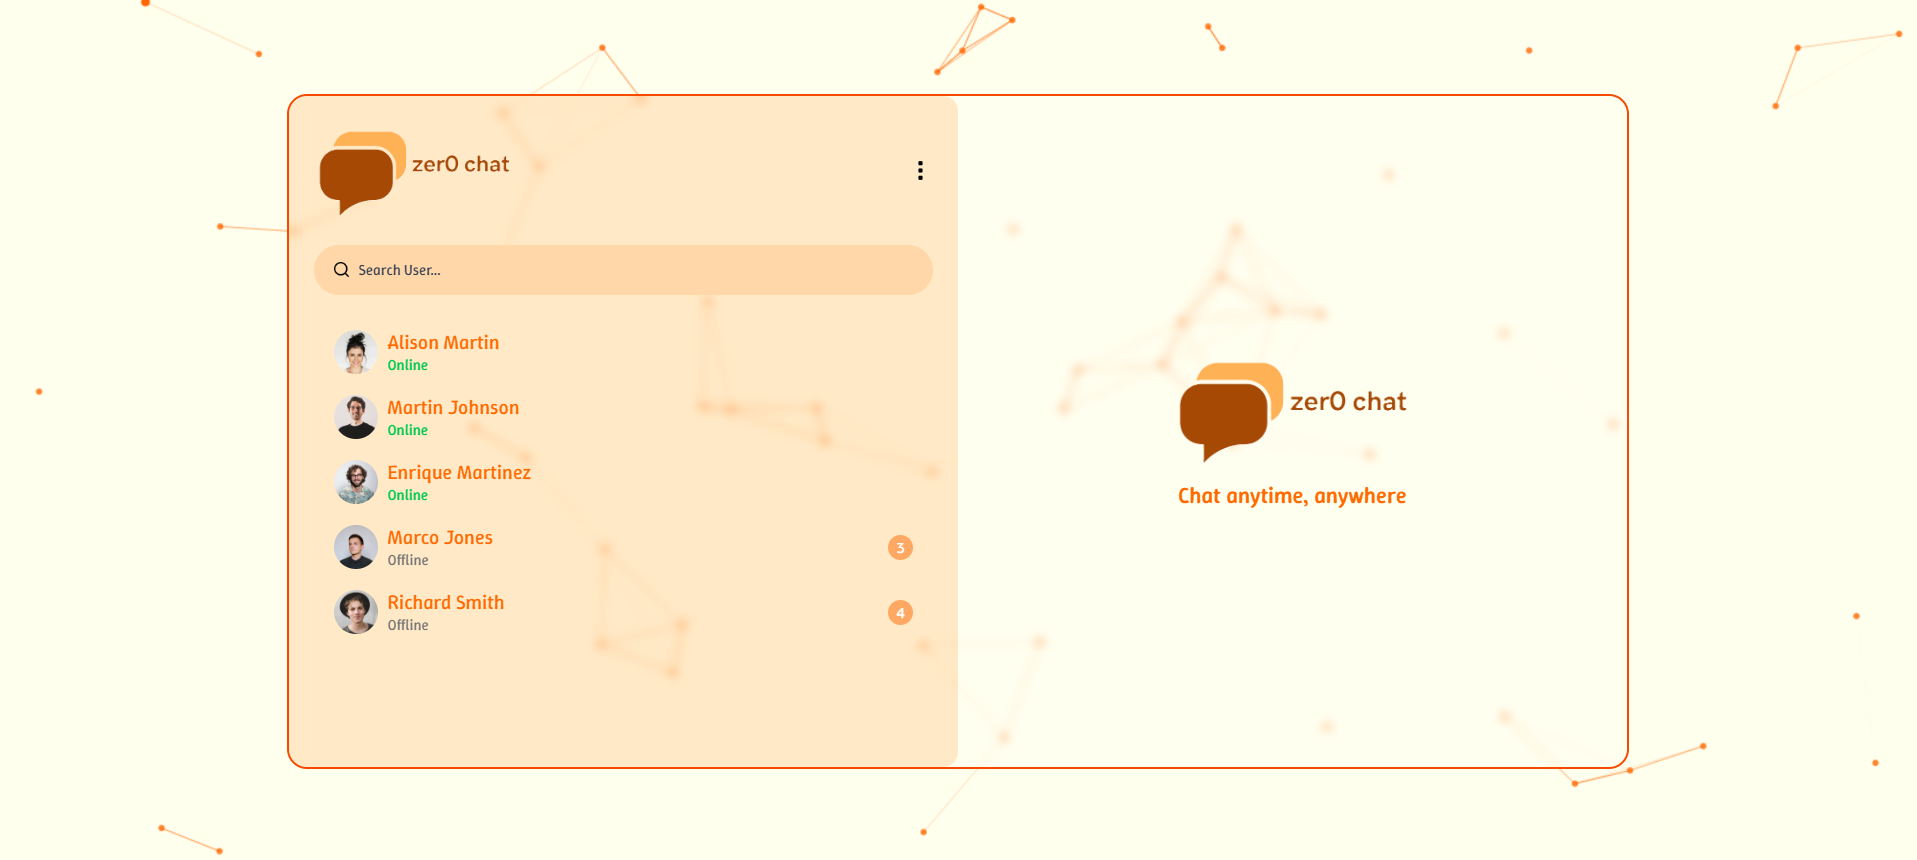 zer0 chat
Search User...
Alison Martin
Online
Martin Johnson
Online
Enrique Martinez
Online
Marco Jones
Offline
3
Richard Smith
Offline
4
zer0 chat
Chat anytime, anywhere